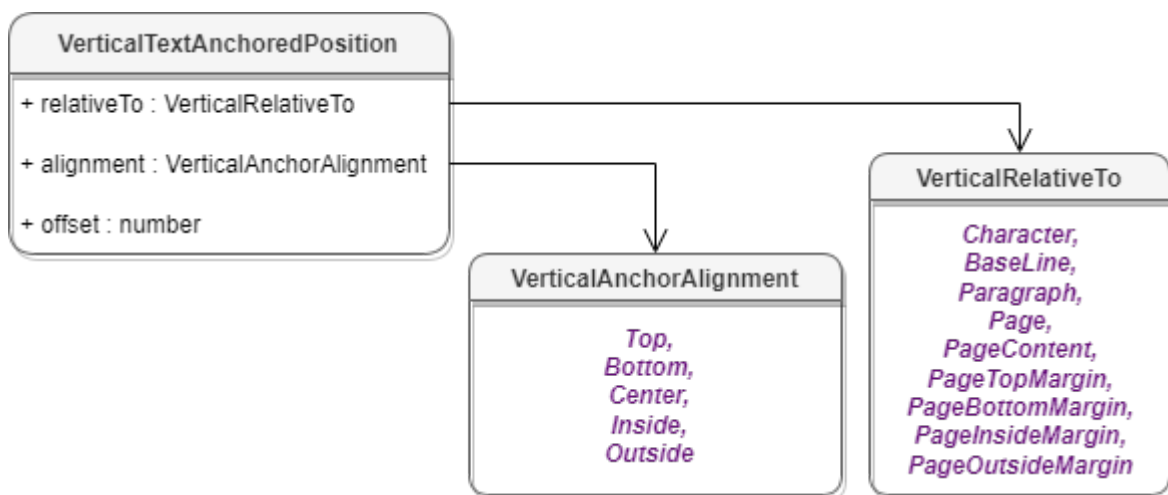 VerticalTextAnchoredPosition
+ relativeTo : VerticalRelativeTo
+ alignment : VerticalAnchorAlignment
+ offset : number
VerticalAnchorAlignment
Top,
Bottom,
Center,
Inside,
Outside
VerticalRelativeTo
Character,
BaseLine,
Paragraph,
Page,
PageContent,
PageTopMargin,
PageBottomMargin,
PageInsideMargin,
PageOutsideMargin